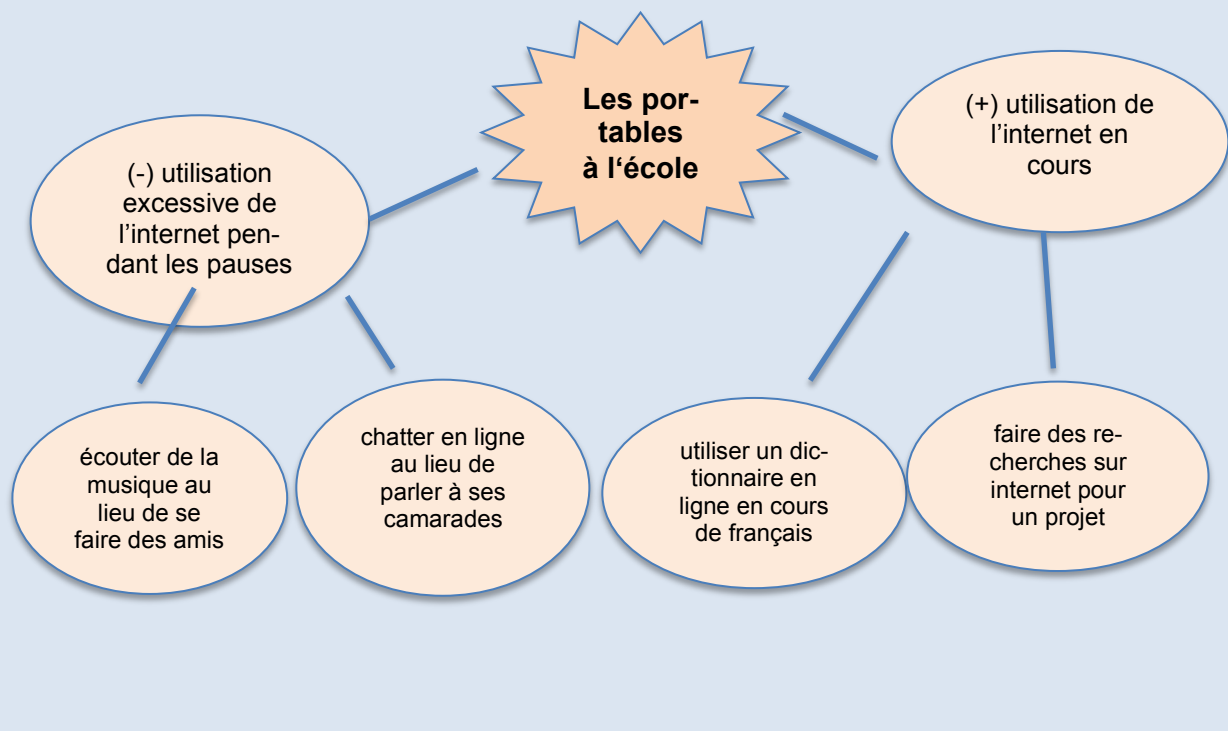 Les por-
tables
à l‘école
(-) utilisation
excessive de
l’internet pen-
dant les pauses
(+) utilisation de
l’internet en
cours
écouter de la
musique au
lieu de se
faire des amis
chatter en ligne
au lieu de
parler à ses
camarades
utiliser un dic-
tionnaire en
ligne en cours
de français
faire des re-
cherches sur
internet pour
un projet